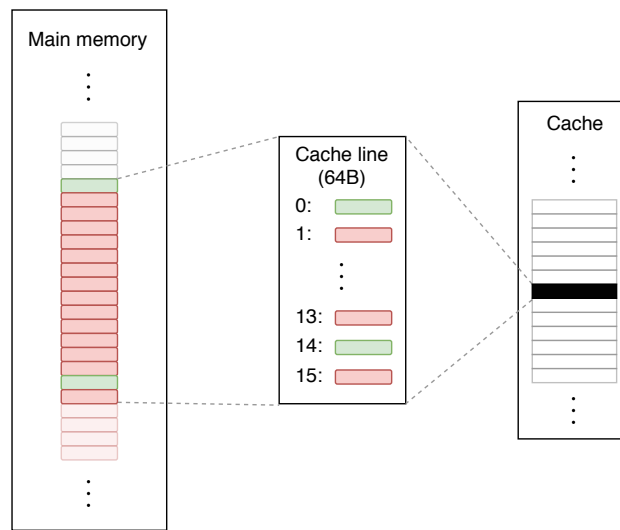 Main memory
Cache line
(64B)
0:
1:
13:
14:
15:
Cache